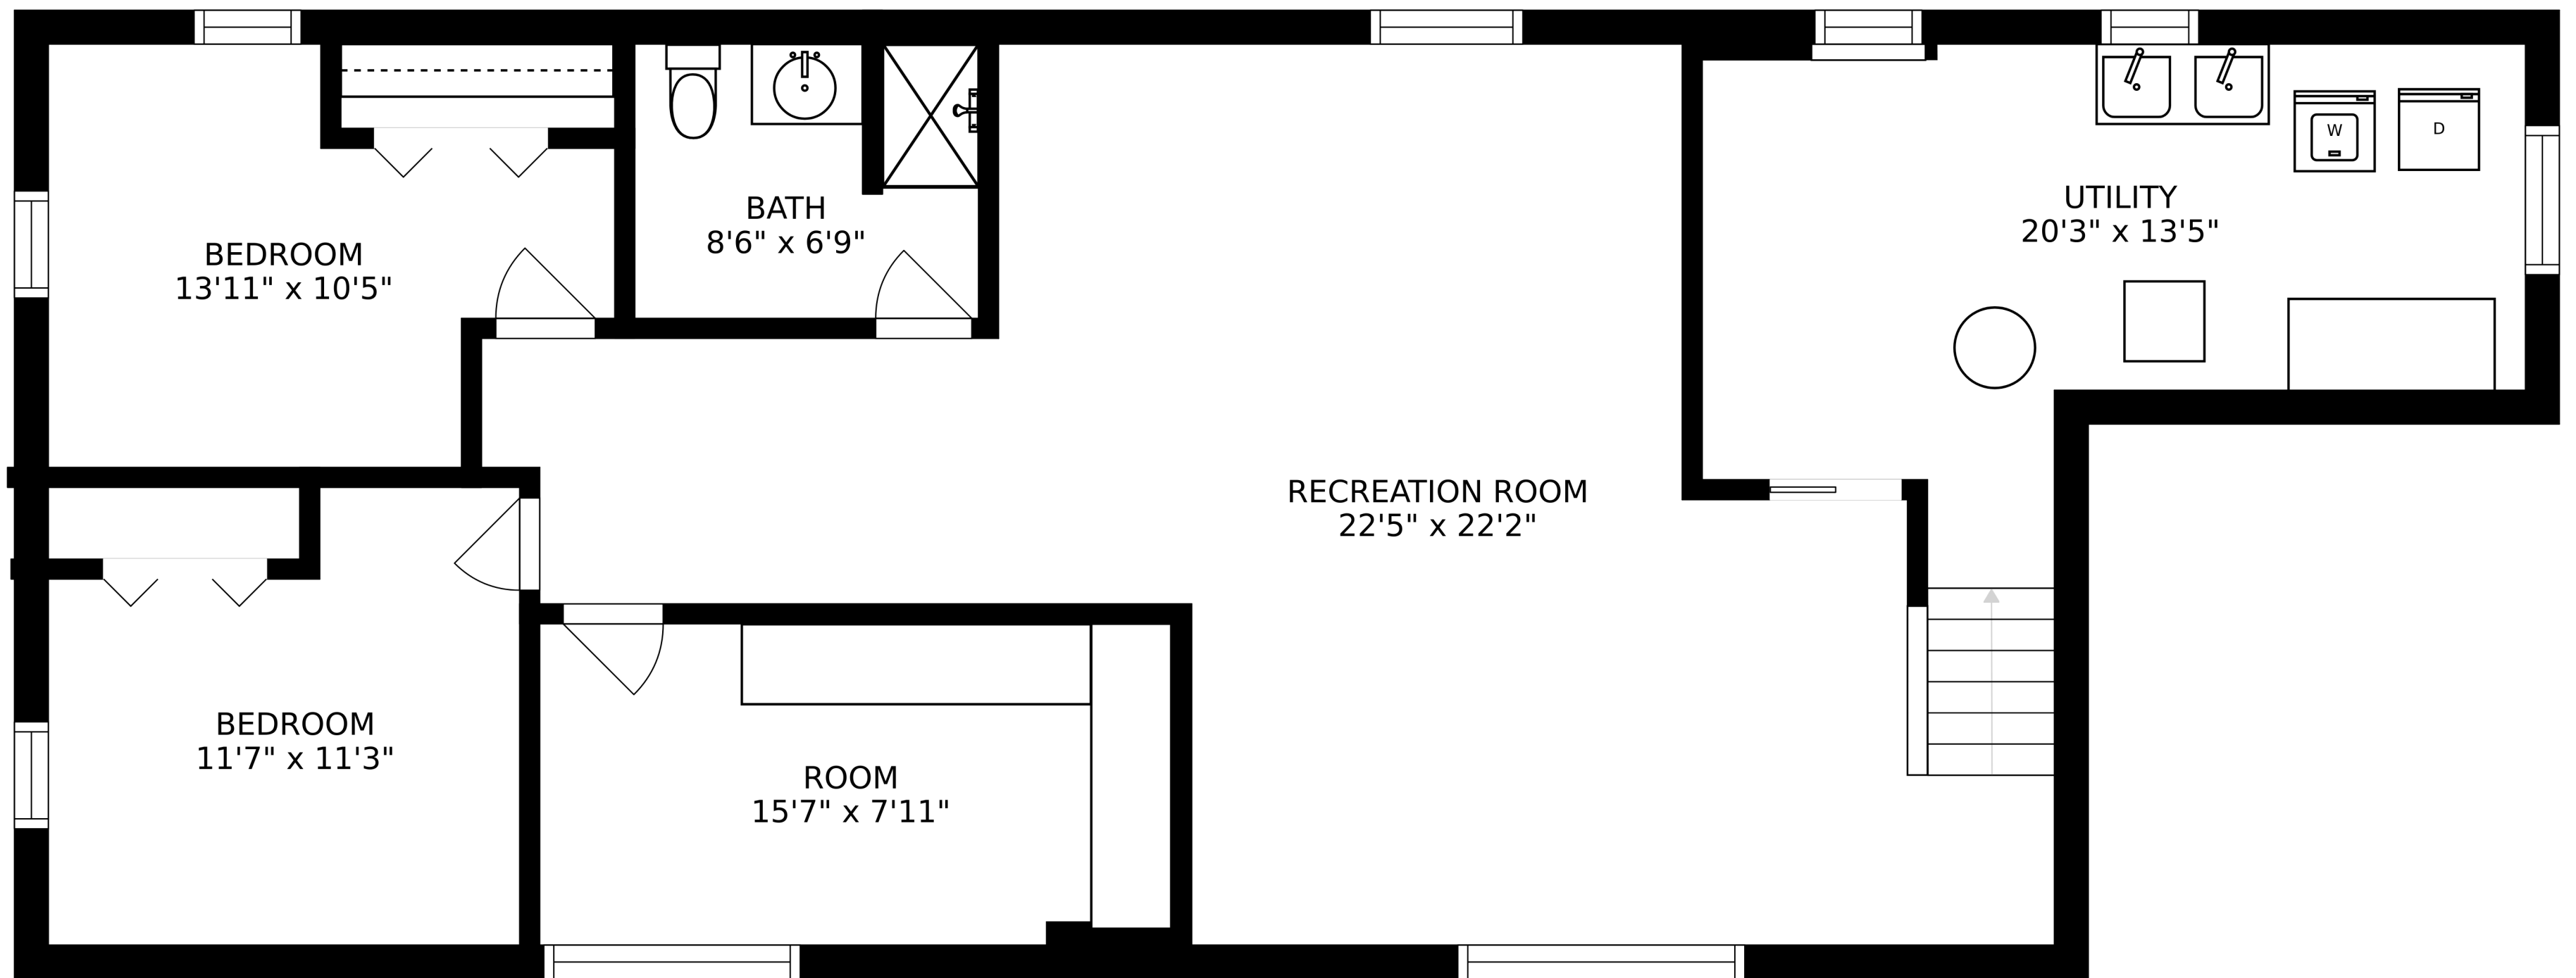 BEDROOM
13'11" x 10'5"
BATH
8'6" x 6'9"
UTILITY
20'3" x 13'5"
W
D
RECREATION ROOM
22'5" x 22'2"
BEDROOM
11'7" x 11'3"
ROOM
15'7" x 7'11"